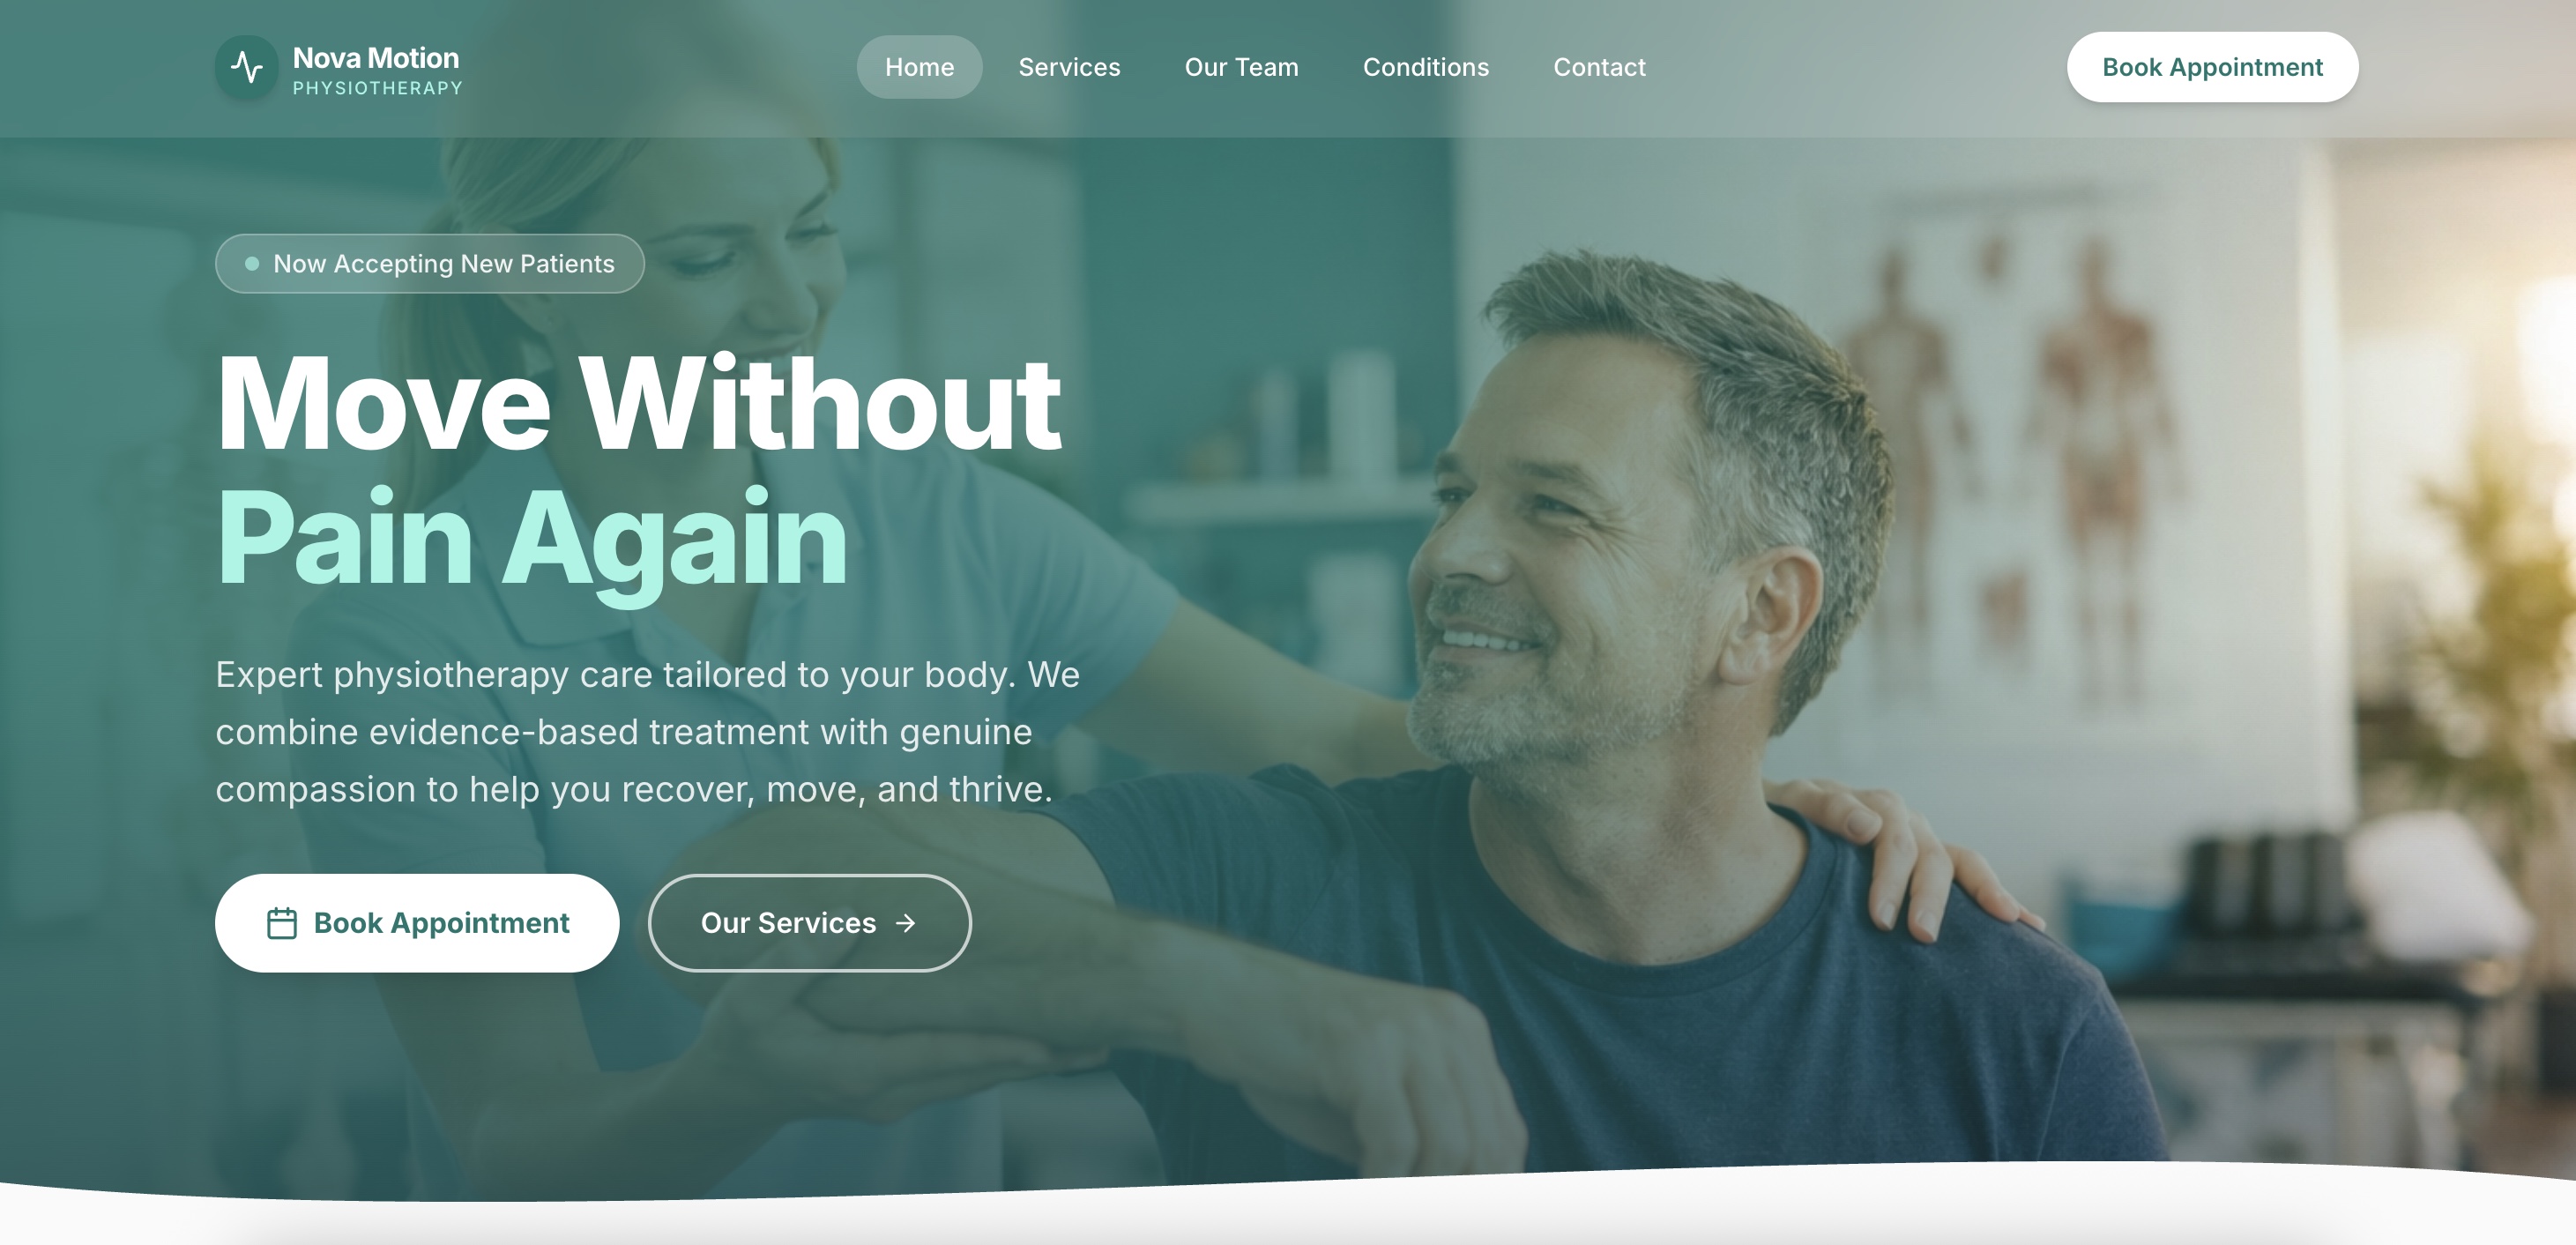 Nova Motion
PHYSIOTHERAPY
Home
Services
Our Team
Conditions
Contact
Book Appointment
Now Accepting New Patients
Move Without
Pain Again
Expert physiotherapy care tailored to your body. We
combine evidence-based treatment with genuine
compassion to help you recover, move, and thrive.
Book Appointment
Our Services